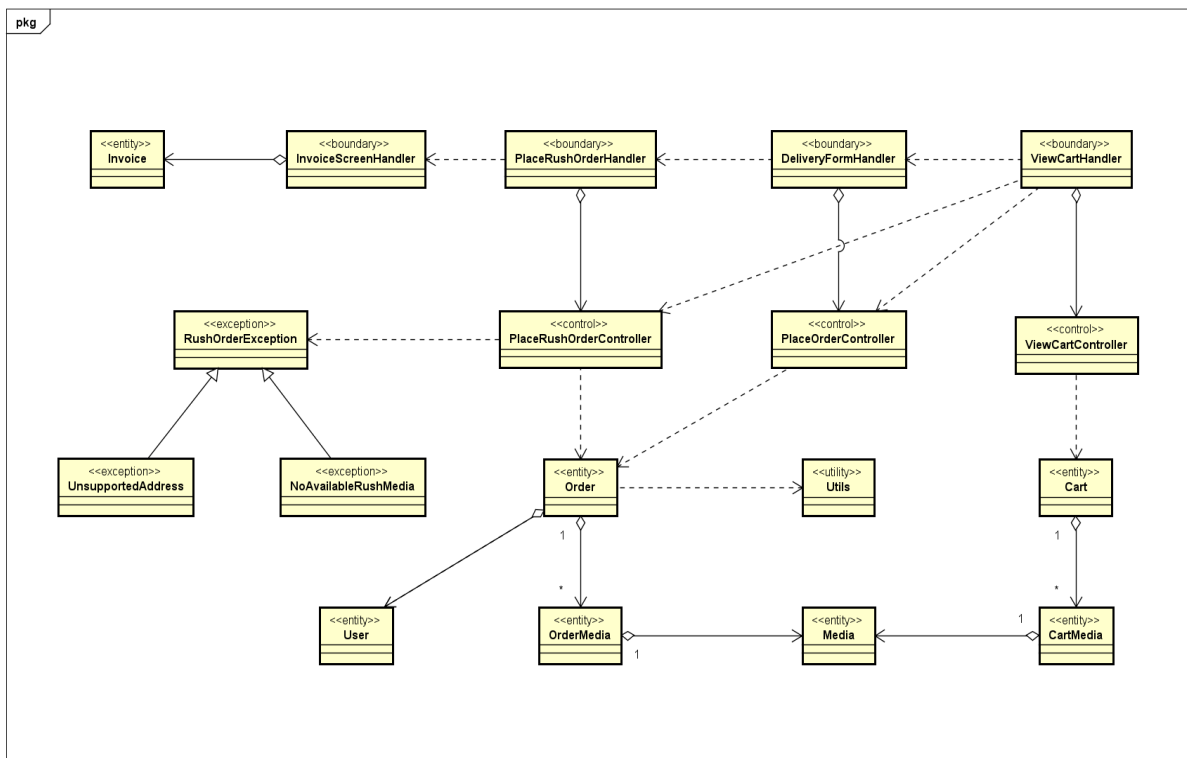 pkg
<<entity>>
Invoice
<<boundary>>
InvoiceScreenHandler
<<boundary>>
PlaceRushOrderHandler
<<boundary>>
DeliveryFormHandler
<<boundary>>
ViewCartHandler
<<exception>>
RushOrderException
<<control>>
PlaceRushOrderController
<<control>>
PlaceOrderController
<<control>>
ViewCartController
<<exception>>
UnsupportedAddress
<<exception>>
NoAvailableRushMedia
<<entity>>
Order
<<utility>>
Utils
<<entity>>
Cart
1
1
*
*
<<entity>>
User
<<entity>>
OrderMedia
1
<<entity>>
Media
1
<<entity>>
CartMedia